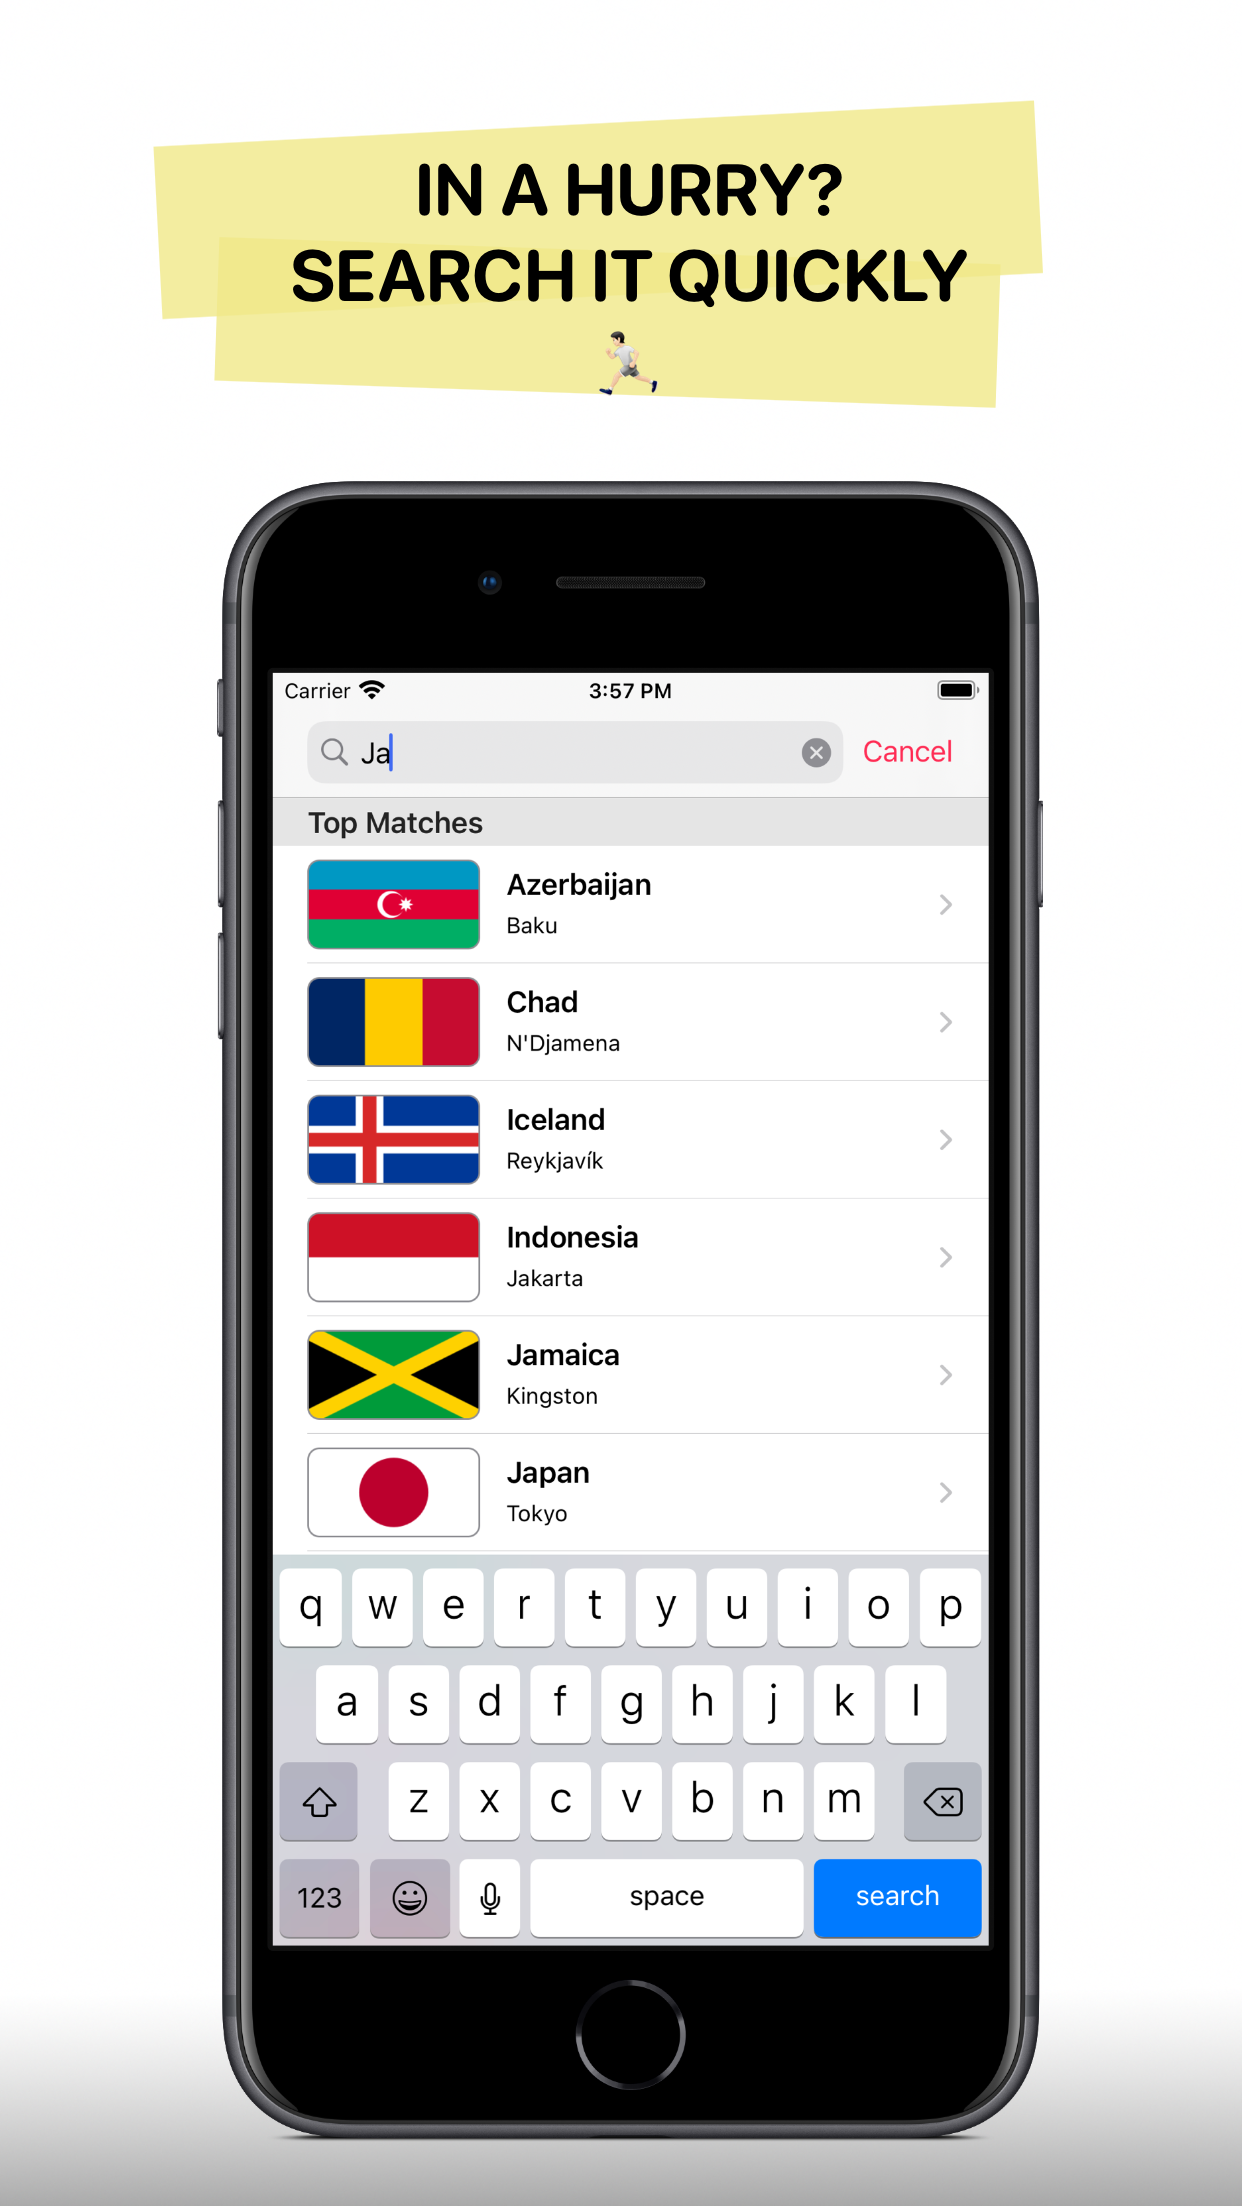 IN A HURRY?
SEARCH IT QUICKLY
Carrier 3:57 PM
Ja Cancel
Top Matches
Azerbaijan
Baku
Chad
N'Djamena
Iceland
Reykjavík
Indonesia
Jakarta
Jamaica
Kingston
Japan
Tokyo
q w e r t y u i o p
a s d f g h j k l
z x c v b n m
123 space search